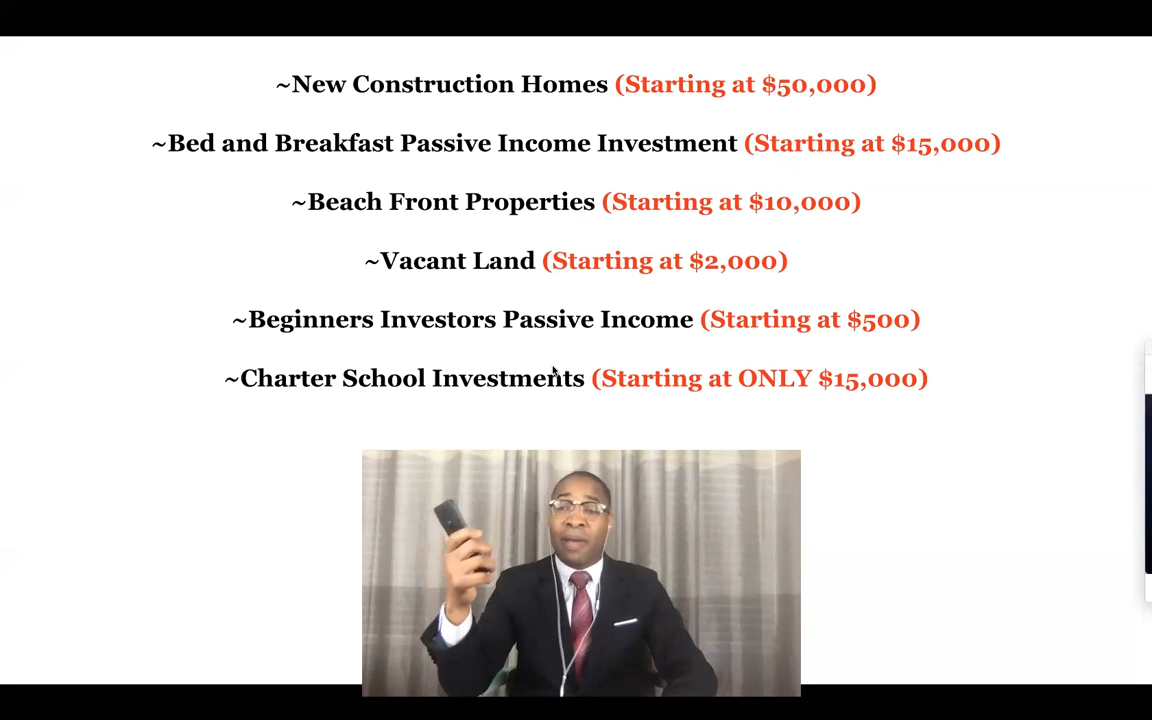 ~New Construction Homes (Starting at $50,000)
~Bed and Breakfast Passive Income Investment (Starting at $15,000)
~Beach Front Properties (Starting at $10,000)
~Vacant Land (Starting at $2,000)
~Beginners Investors Passive Income (Starting at $500)
~Charter School Investments (Starting at ONLY $15,000)